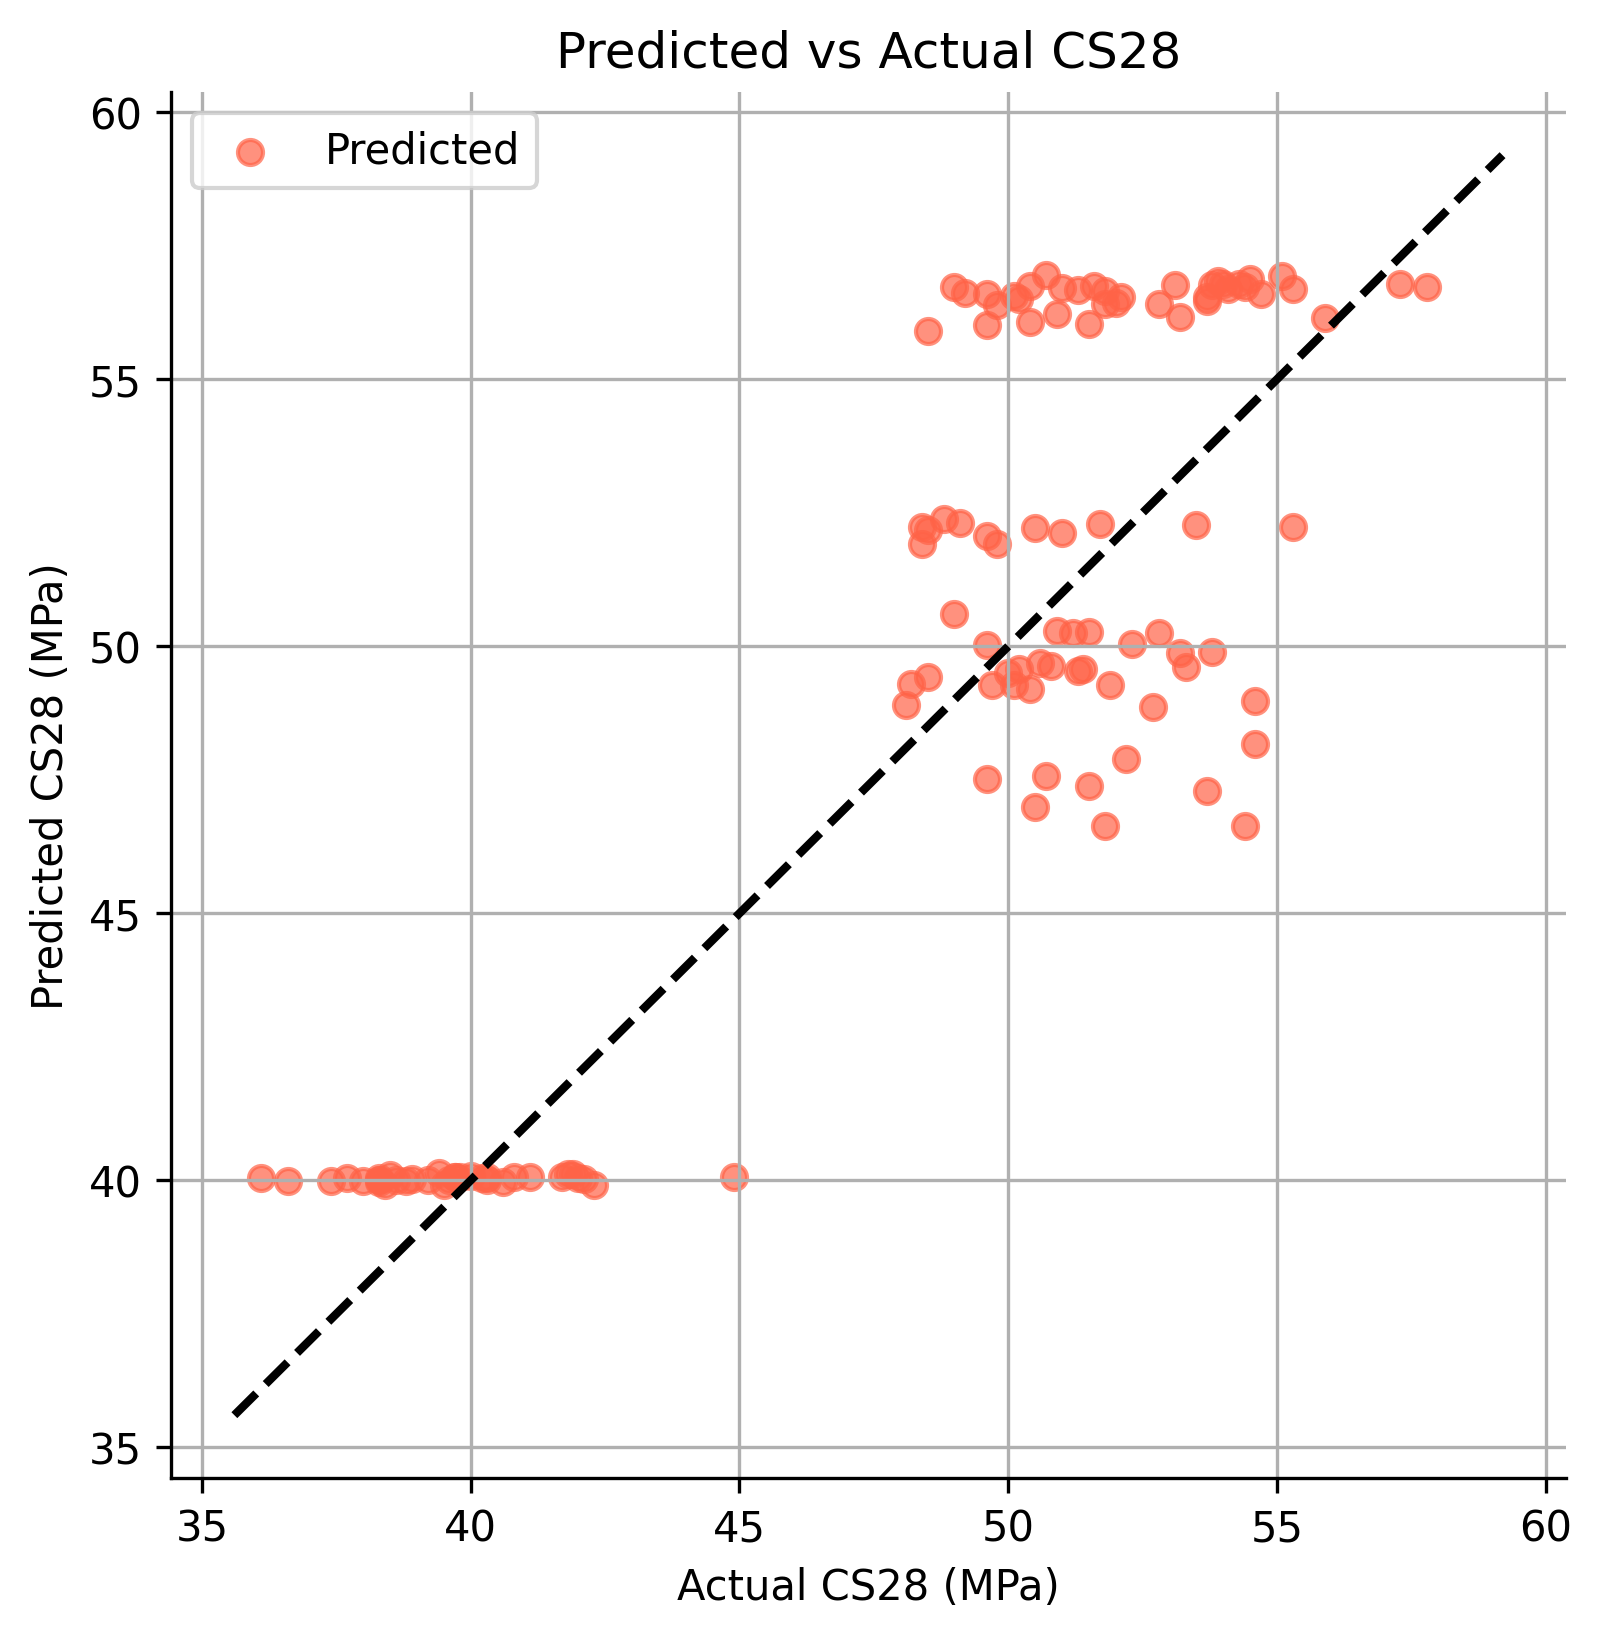 Predicted vs Actual CS28
Predicted
60
55
50
45
40
35
Predicted CS28 (MPa)
35 40 45 50 55 60
Actual CS28 (MPa)